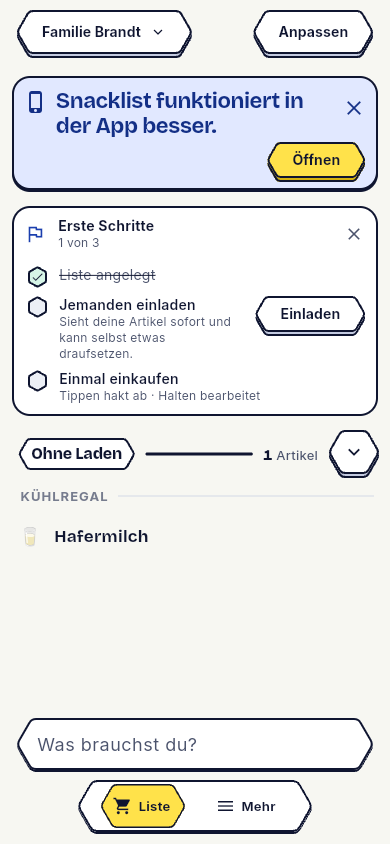 Familie Brandt
Anpassen
Snacklist funktioniert in
der App besser.
Öffnen
Erste Schritte
1 von 3
Liste angelegt
Jemanden einladen
Sieht deine Artikel sofort und
kann selbst etwas
draufsetzen.
Einladen
Einmal einkaufen
Tippen hakt ab · Halten bearbeitet
Ohne Laden
1 Artikel
KÜHLREGAL
Hafermilch
Was brauchst du?
Liste
Mehr